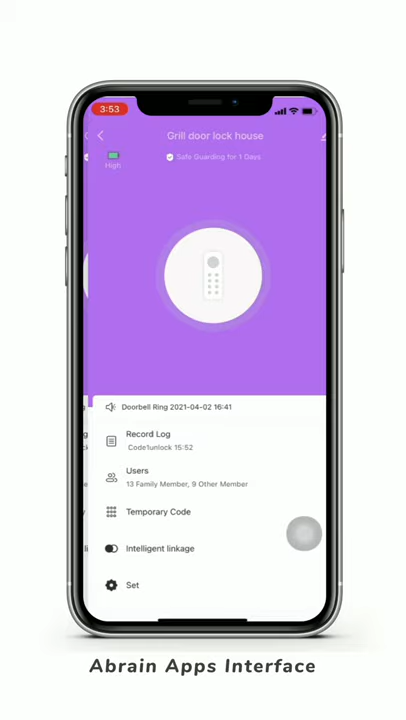 3:53
Grill door lock house
High
Safe Guarding for 1 Days
Doorbell Ring 2021-04-02 16:41
Record Log
Code1unlock 15:52
Users
13 Family Member, 9 Other Member
Temporary Code
Intelligent linkage
Set
Abrain Apps Interface